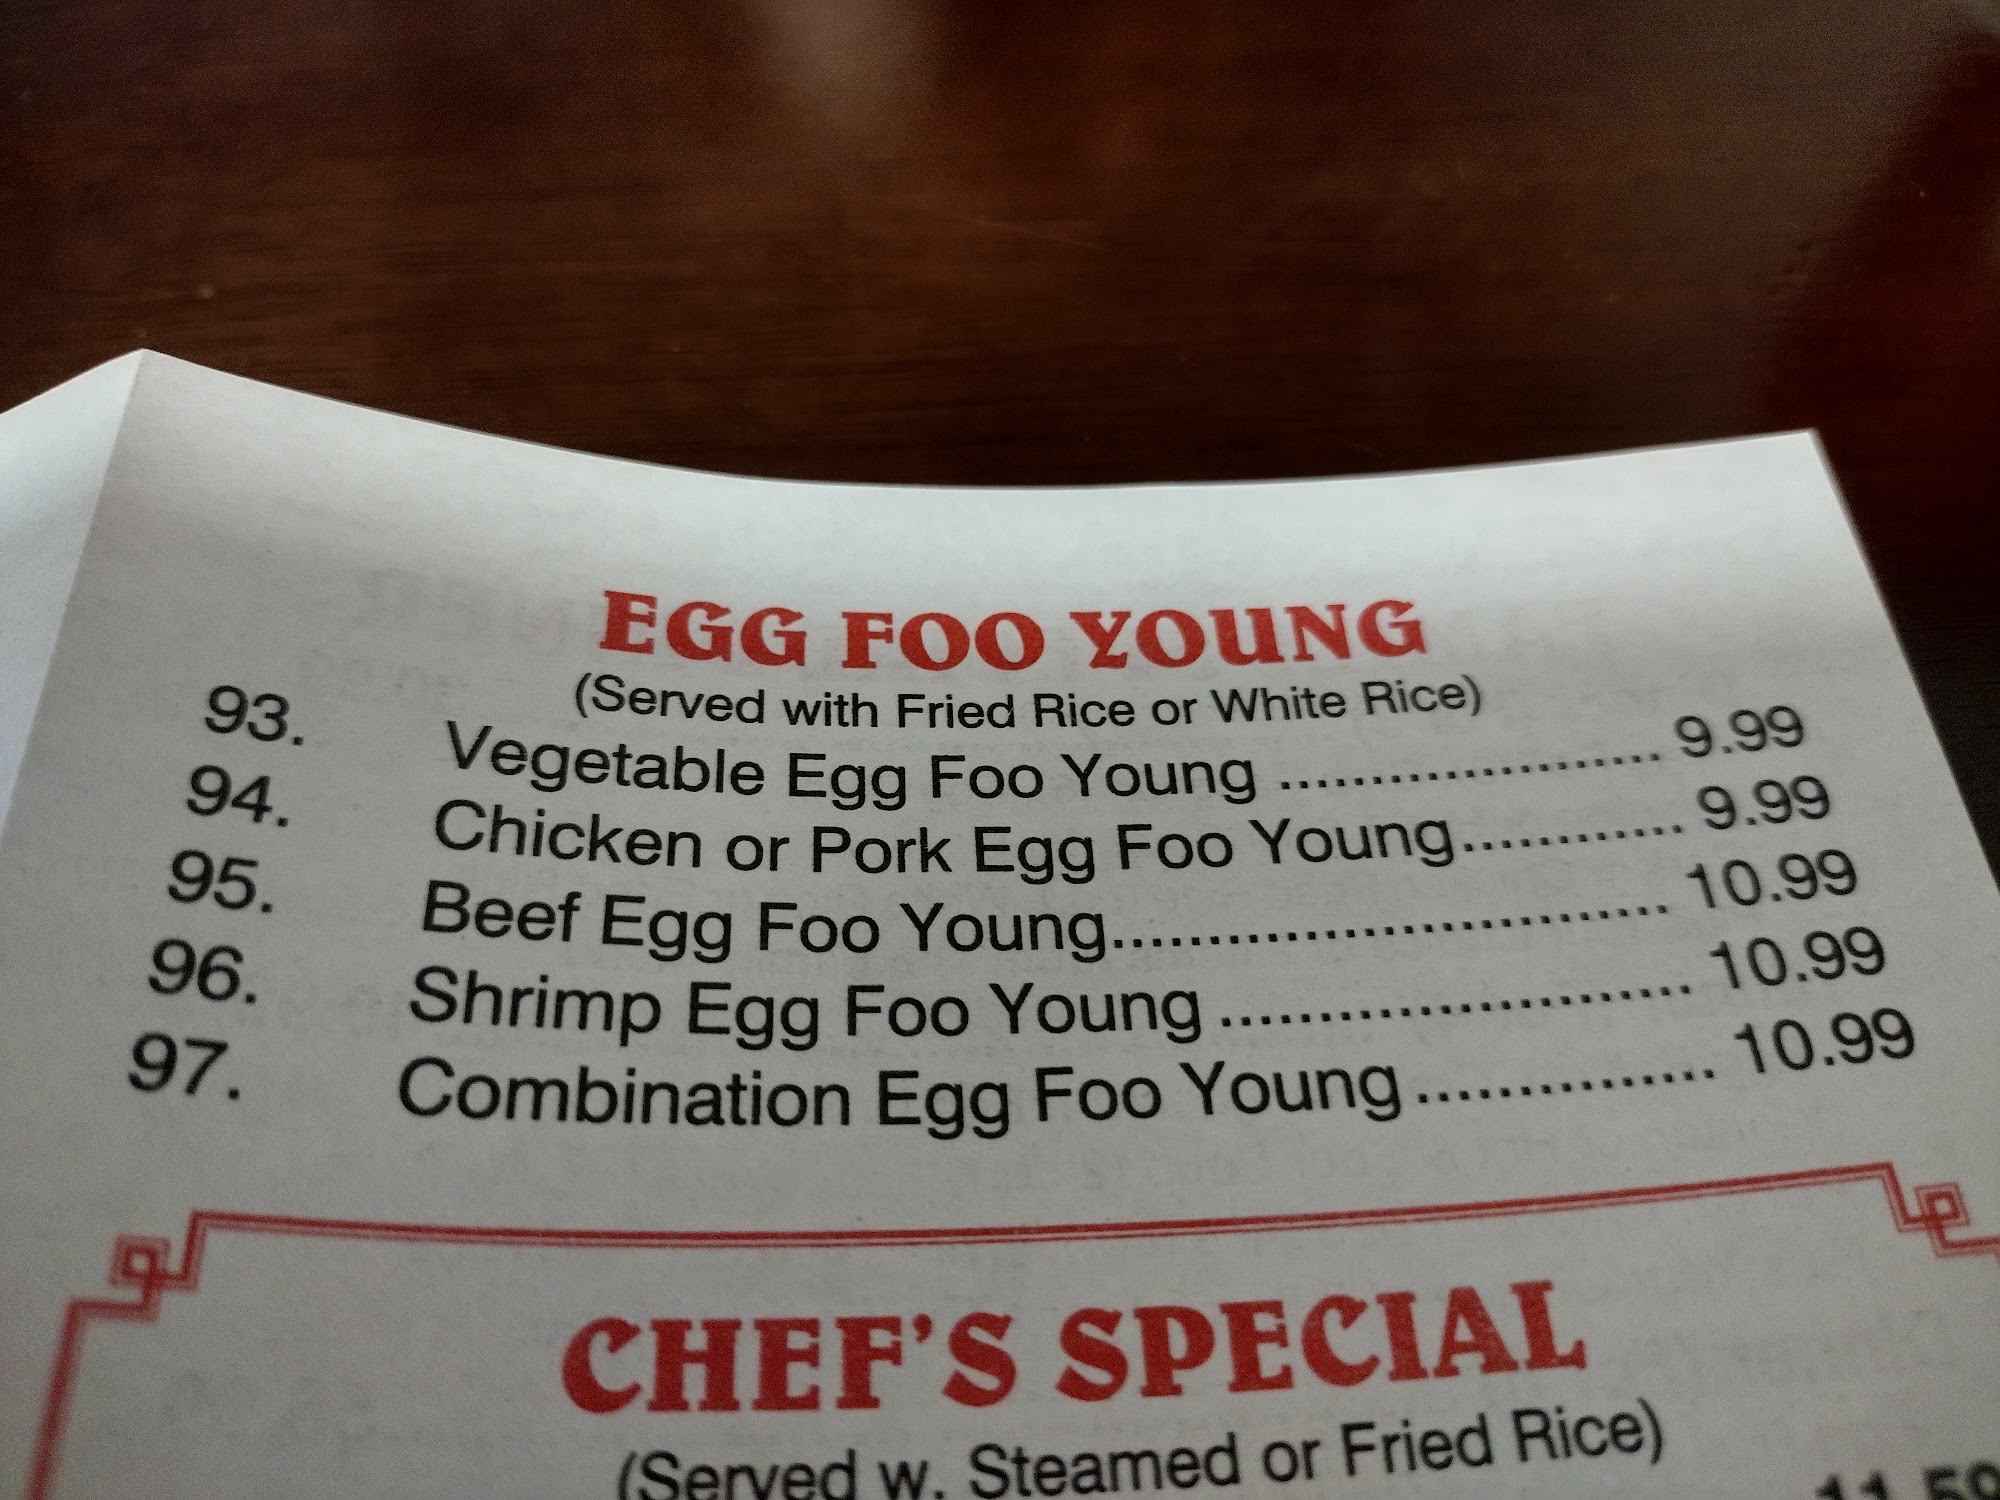 EGG FOO YOUNG
(Served with Fried Rice or White Rice)
93. Vegetable Egg Foo Young ..................... 9.99
94. Chicken or Pork Egg Foo Young............ 9.99
95. Beef Egg Foo Young.............................. 10.99
96. Shrimp Egg Foo Young ......................... 10.99
97. Combination Egg Foo Young ................ 10.99
CHEF'S SPECIAL
(Served w. Steamed or Fried Rice)